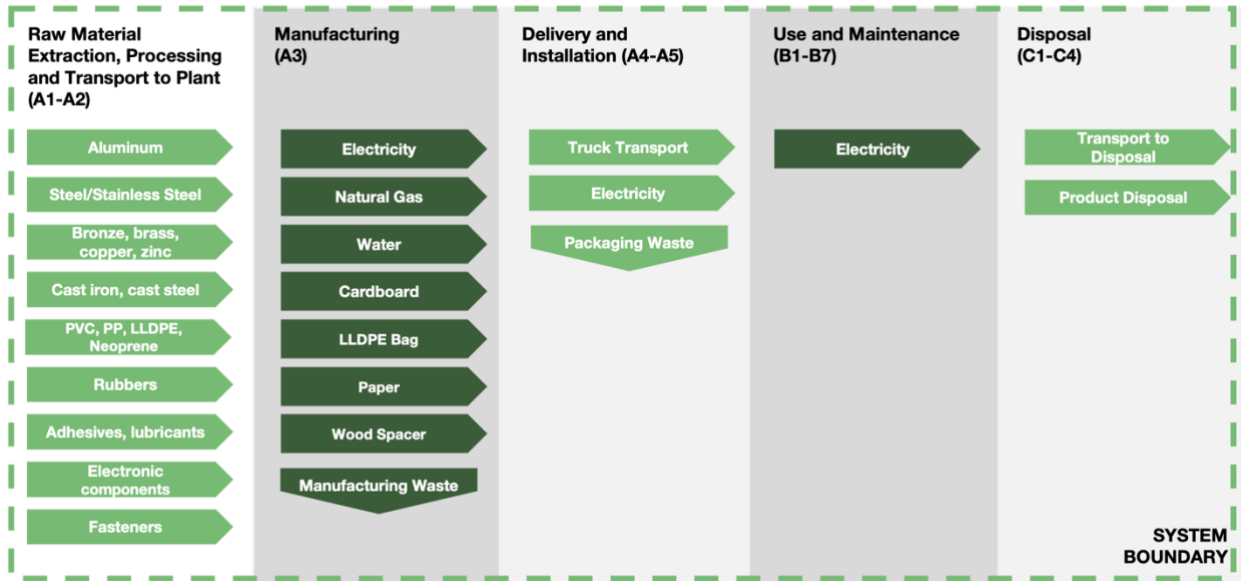 Raw Material
Extraction, Processing
and Transport to Plant
(A1-A2)
Aluminum
Steel/Stainless Steel
Bronze, brass,
copper, zinc
Cast iron, cast steel
PVC, PP, LLDPE,
Neoprene
Rubbers
Adhesives, lubricants
Electronic
components
Fasteners
Manufacturing
(A3)
Electricity
Natural Gas
Water
Cardboard
LLDPE Bag
Paper
Wood Spacer
Manufacturing Waste
Delivery and
Installation (A4-A5)
Truck Transport
Electricity
Packaging Waste
Use and Maintenance
(B1-B7)
Electricity
Disposal
(C1-C4)
Transport to
Disposal
Product Disposal
SYSTEM
BOUNDARY